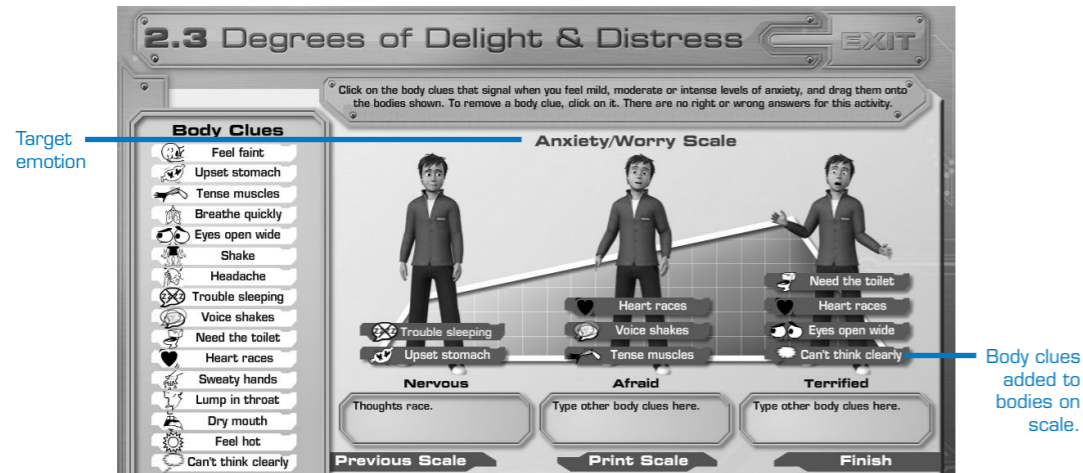 2.3 Degrees of Delight & Distress
EXIT
Click on the body clues that signal when you feel mild, moderate or intense levels of anxiety, and drag them onto
the bodies shown. To remove a body clue, click on it. There are no right or wrong answers for this activity.
Target
emotion
Body Clues
Feel faint
Upset stomach
Tense muscles
Breathe quickly
Eyes open wide
Shake
Headache
Trouble sleeping
Voice shakes
Need the toilet
Heart races
Sweaty hands
Lump in throat
Dry mouth
Feel hot
Can't think clearly
Anxiety/Worry Scale
Trouble sleeping
Upset stomach
Nervous
Thoughts race.
Heart races
Voice shakes
Tense muscles
Afraid
Type other body clues here.
Need the toilet
Heart races
Eyes open wide
Can't think clearly
Terrified
Type other body clues here.
Body clues
added to
bodies on
scale.
Previous Scale
Print Scale
Finish